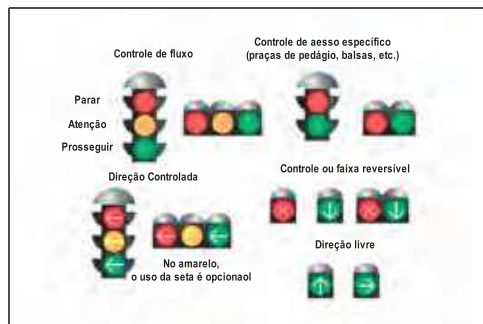 Controle de fluxo
Parar
Atenção
Prosseguir
Controle de aesso específico
(praças de pedágio, balsas, etc.)
Direção Controlada
No amarelo,
o uso da seta é opcionaol
Controle ou faixa reversível
Direção livre